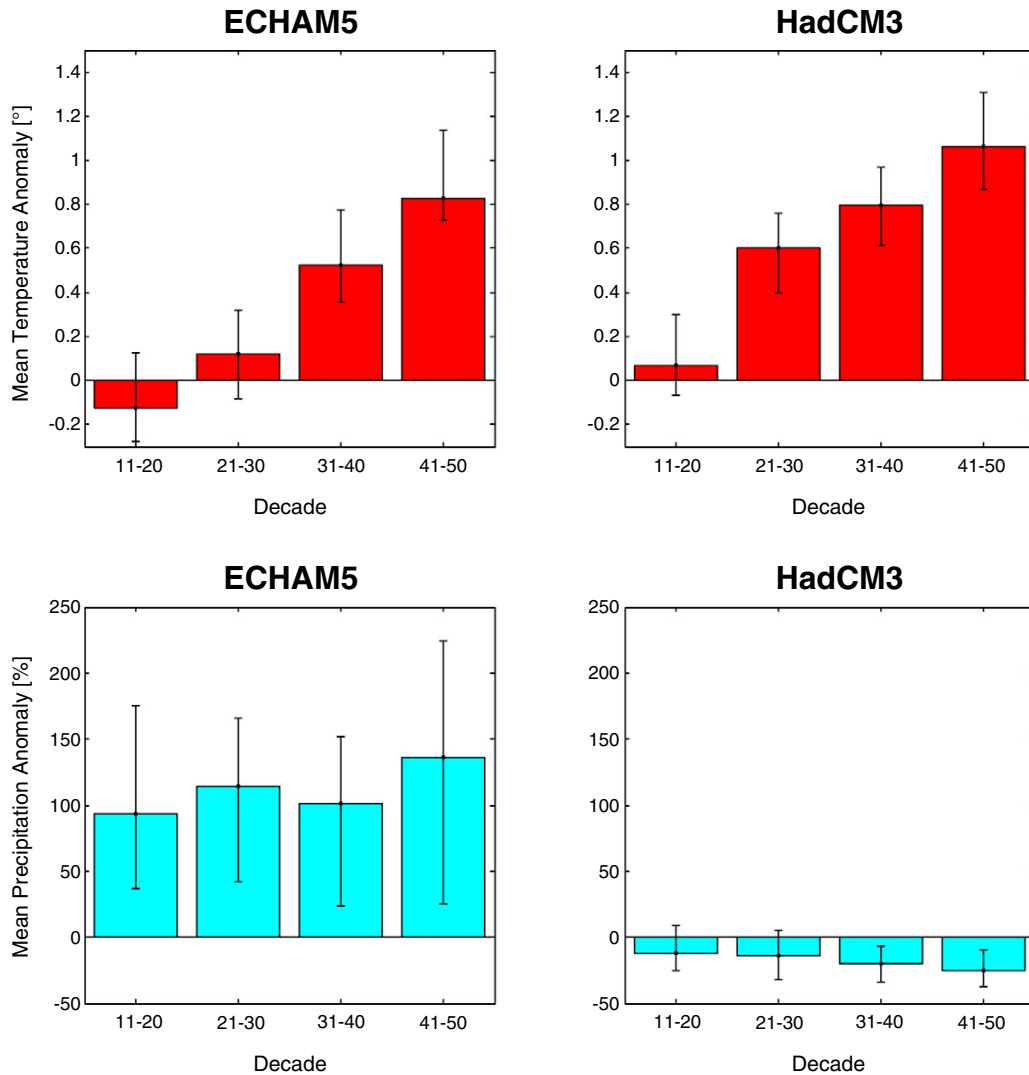 ECHAM5
Mean Temperature Anomaly [°]
1.4
1.2
1
0.8
0.6
0.4
0.2
0
-0.2
11-20 21-30 31-40 41-50
Decade
HadCM3
1.4
1.2
1
0.8
0.6
0.4
0.2
0
-0.2
11-20 21-30 31-40 41-50
Decade
ECHAM5
Mean Precipitation Anomaly [%]
250
200
150
100
50
0
-50
11-20 21-30 31-40 41-50
Decade
HadCM3
250
200
150
100
50
0
-50
11-20 21-30 31-40 41-50
Decade